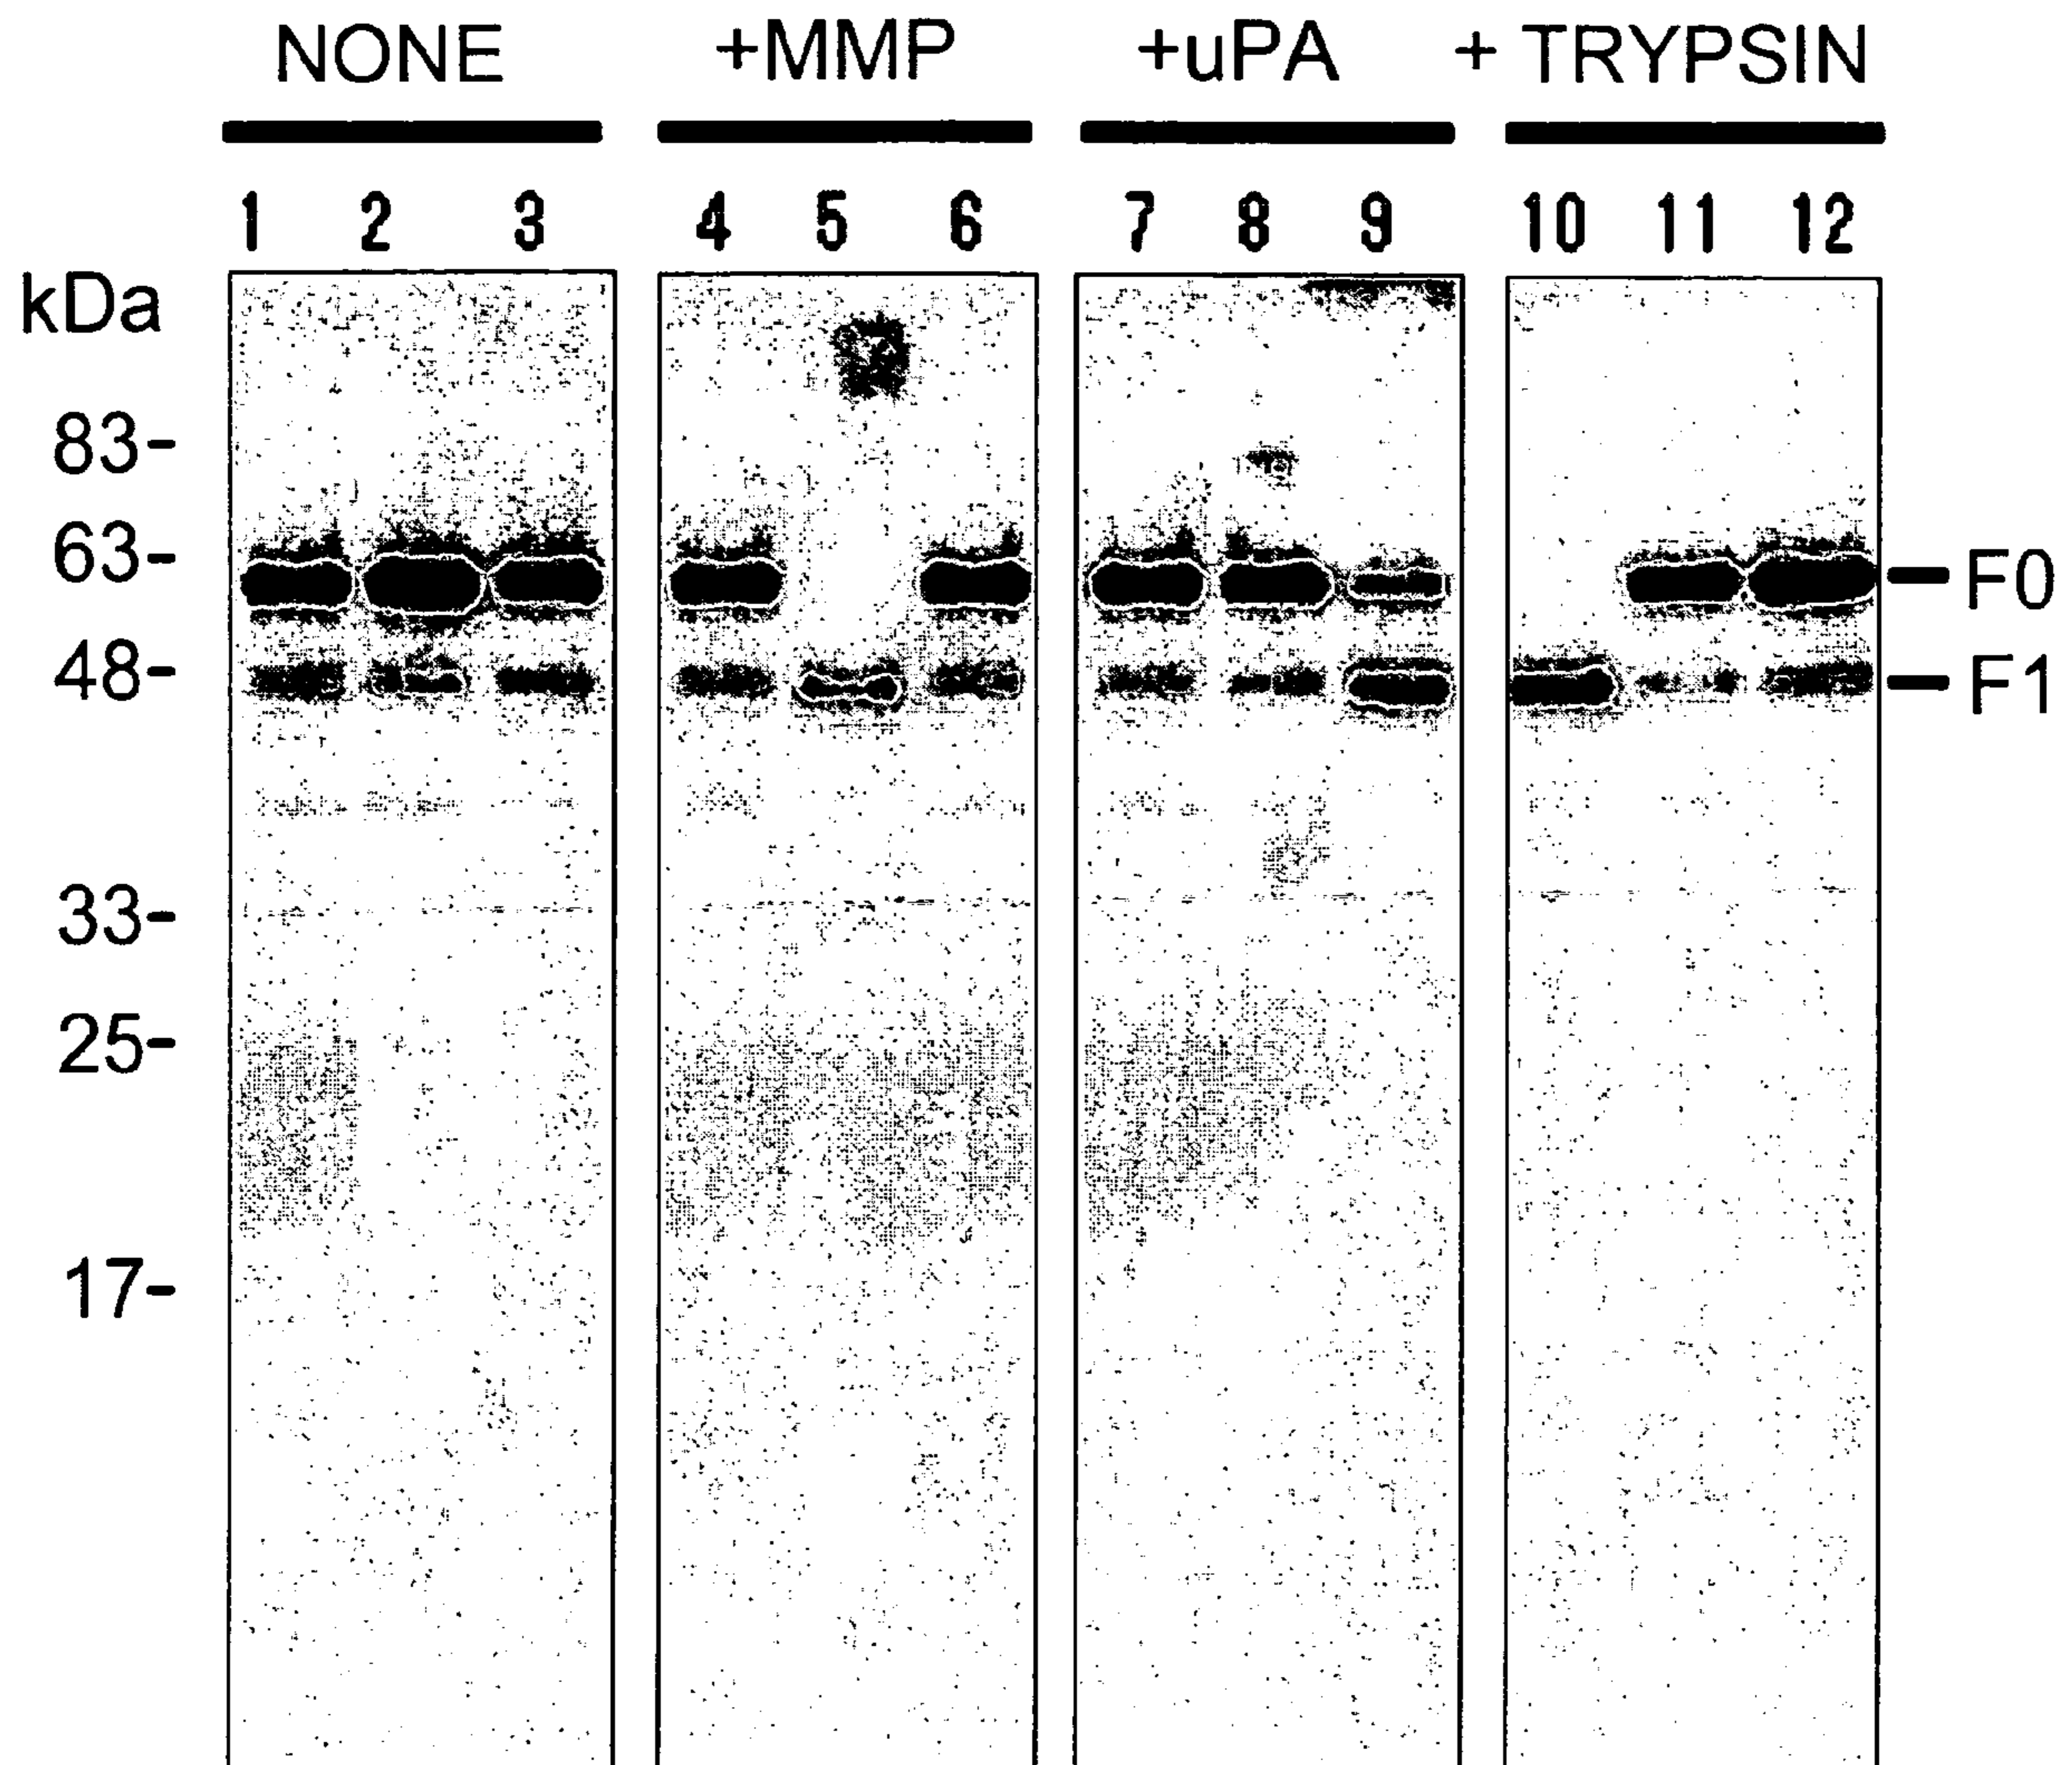 NONE +MMP +uPA + TRYPSIN
1 2 3 4 5 6 7 8 9 10 11 12
kDa
83-
63-
F0
48-
F1
33-
25-
17-